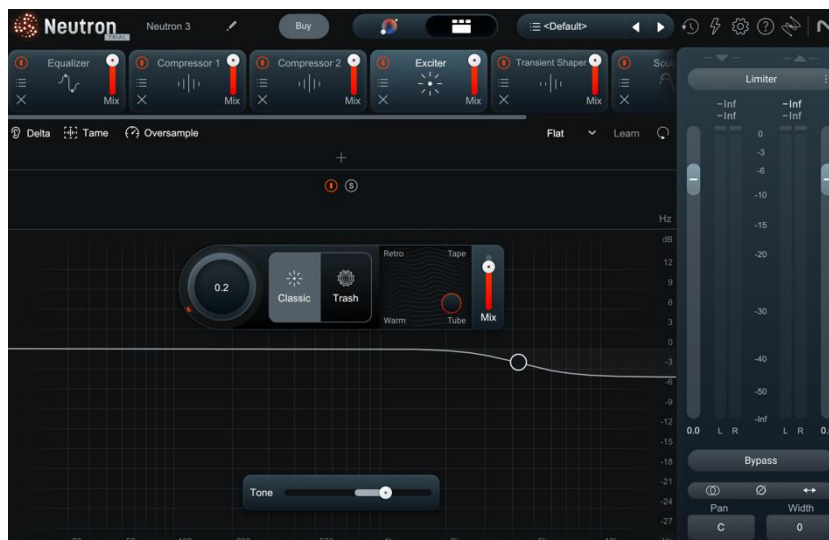 Neutron
TRIAL
Neutron 3
Buy
<Default>
Equalizer
Mix
Compressor 1
Mix
Compressor 2
Mix
Exciter
Mix
Transient Shaper
Mix
Limiter
-Inf
-Inf
-Inf
-Inf
Delta
Tame
Oversample
Flat
Learn
S
Hz
dB
12
9
6
3
0
-3
-6
-9
-12
-15
-18
-21
-24
-27
0.2
Classic
Trash
Retro
Tape
Warm
Tube
Mix
Tone
0
-3
-6
-10
-15
-20
-30
-40
-50
-Inf
0.0
L R
L R
Bypass
Pan
Width
C
0